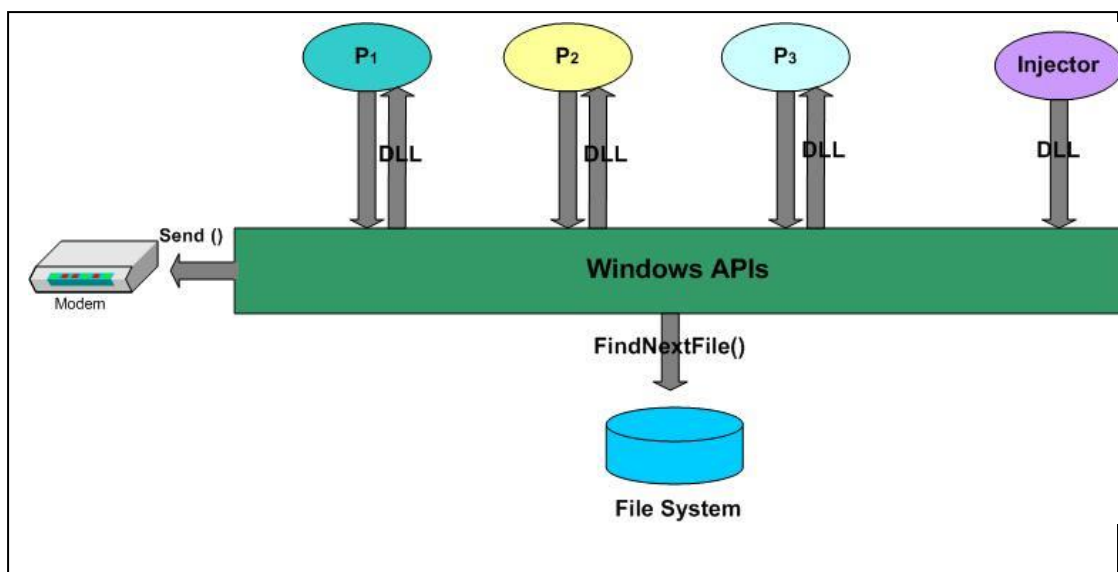 P1
P2
P3
Injector
DLL
DLL
DLL
DLL
Send ()
Windows APIs
Modem
FindNextFile()
File System